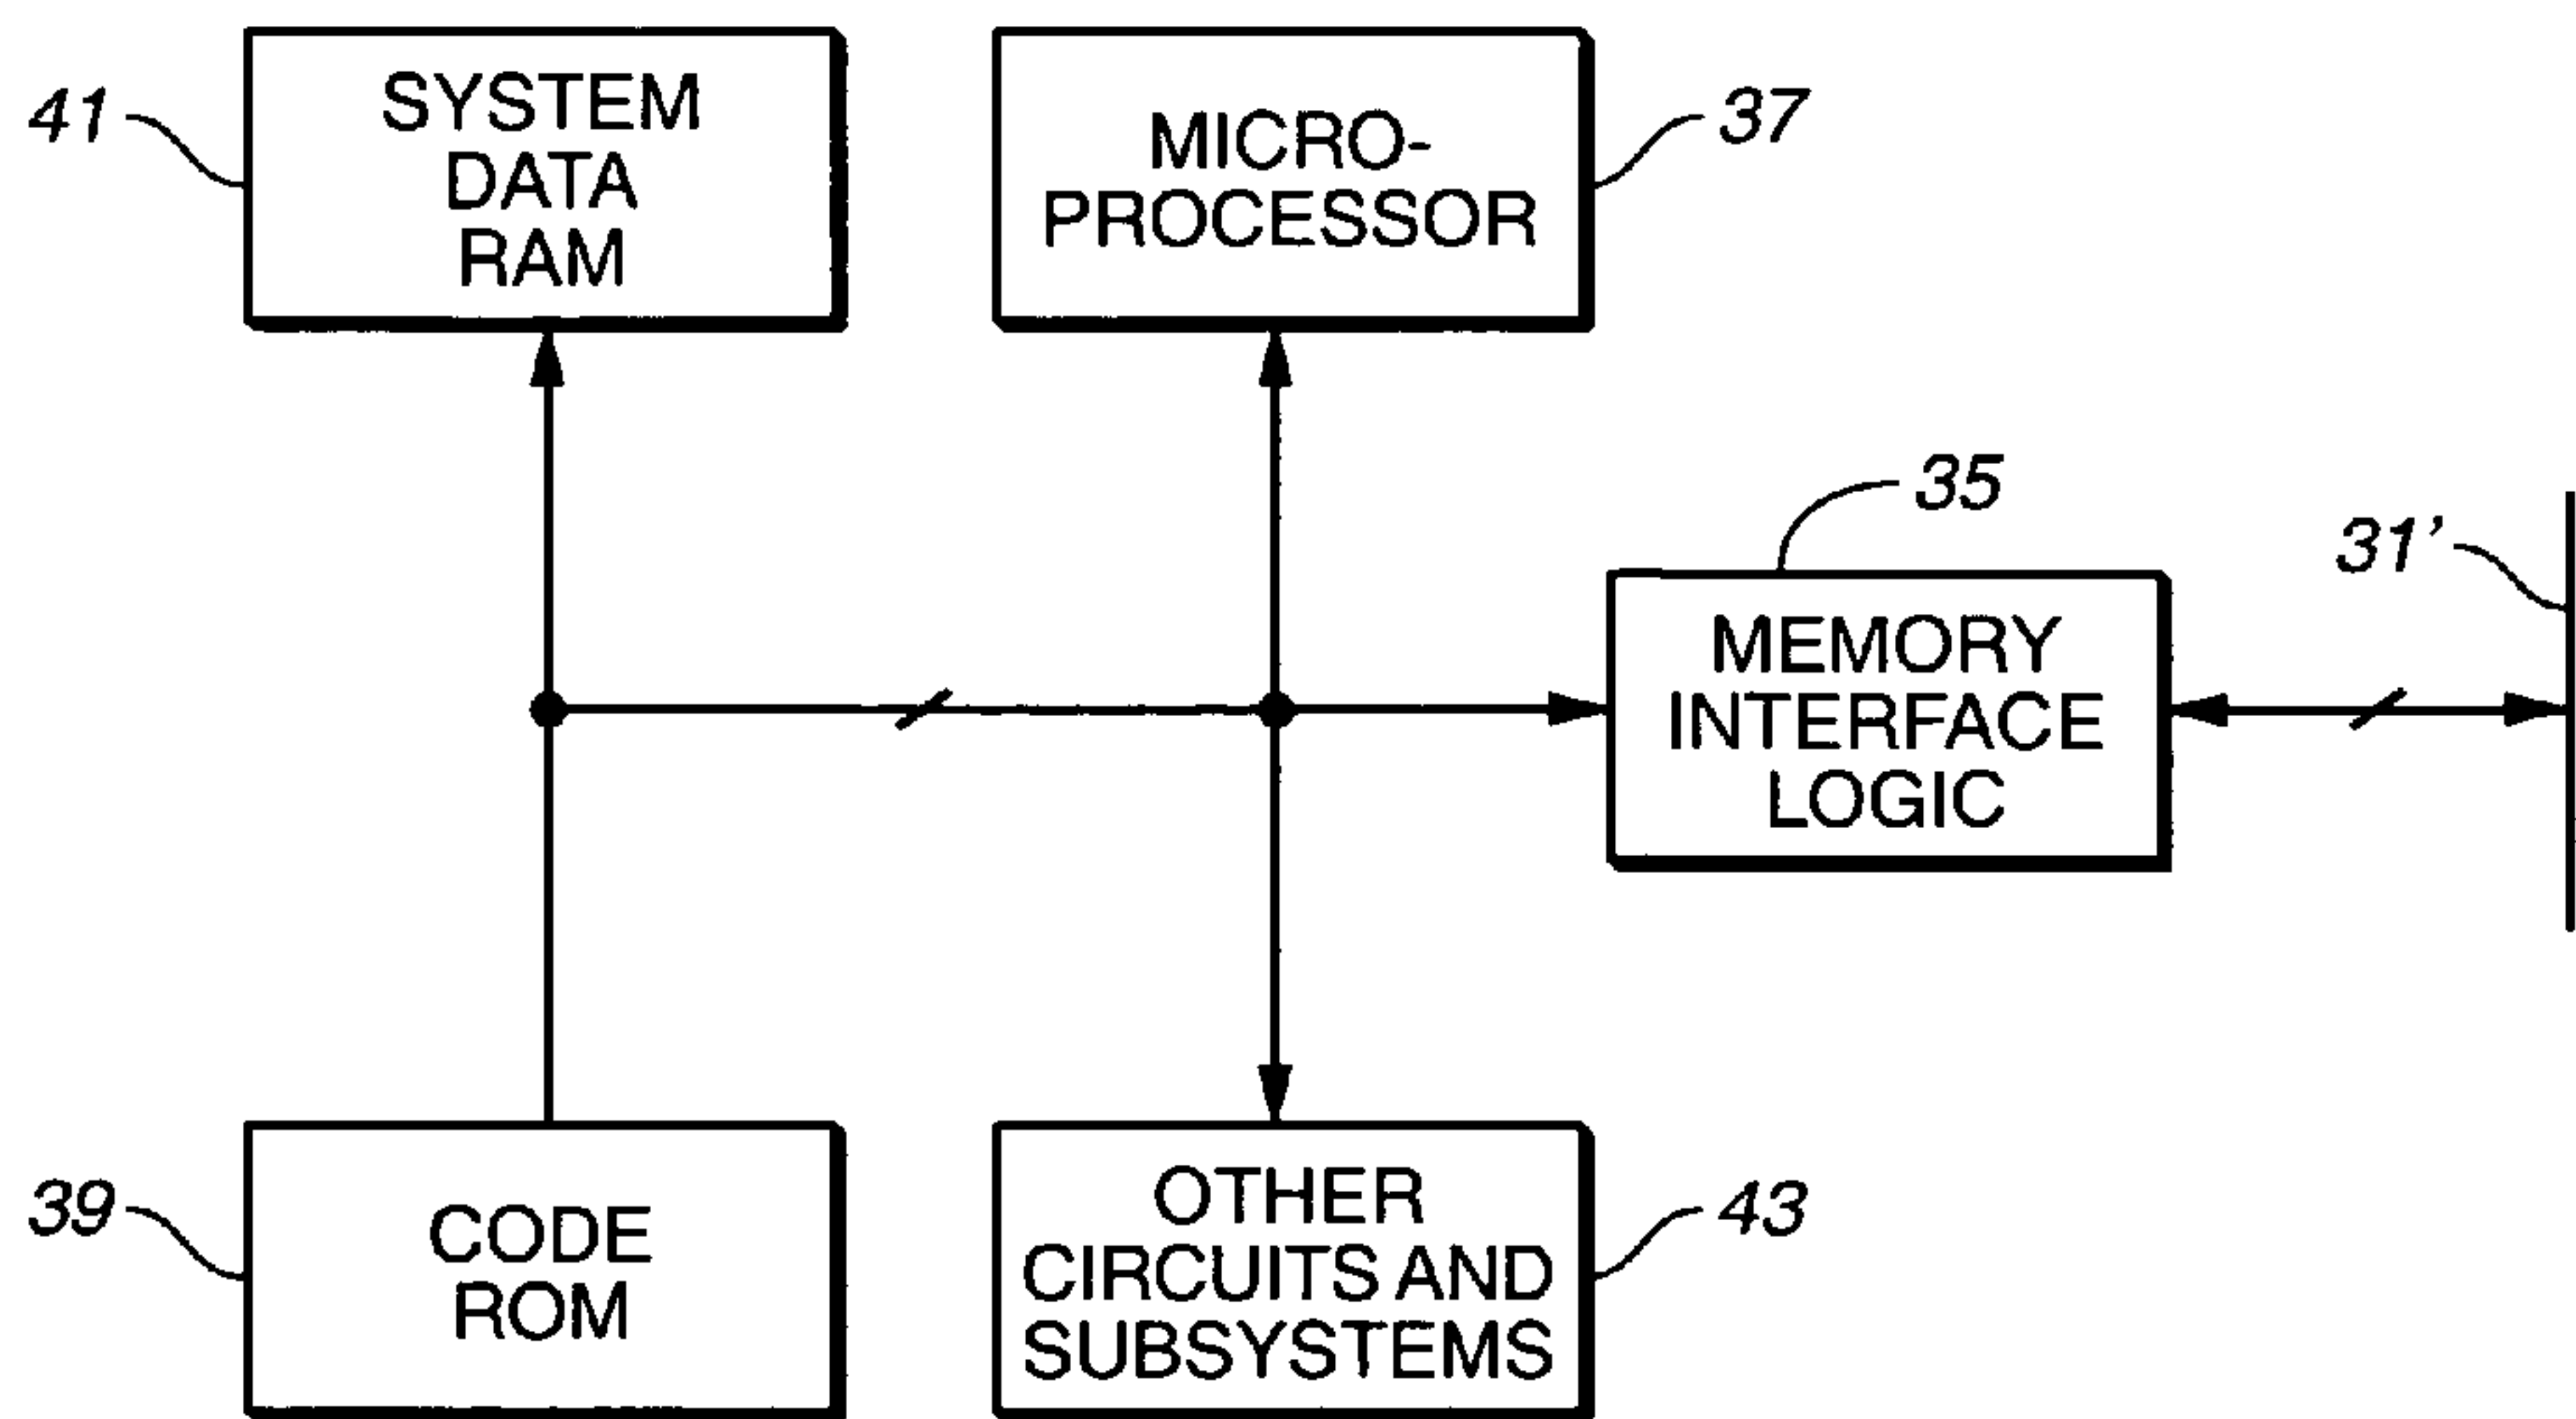 41
SYSTEM
DATA
RAM
MICRO-
PROCESSOR
37
35
31'
MEMORY
INTERFACE
LOGIC
39
CODE
ROM
OTHER
CIRCUITS AND
SUBSYSTEMS
43